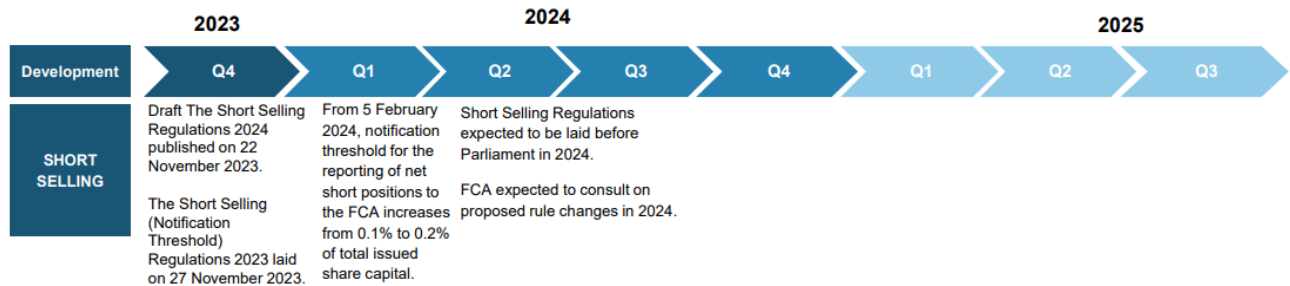 2023
2024
2025
Development
Q4
Q1
Q2
Q3
Q4
Q1
Q2
Q3
SHORT
SELLING
Draft The Short Selling
Regulations 2024
published on 22
November 2023.
The Short Selling
(Notification
Threshold)
Regulations 2023 laid
on 27 November 2023.
From 5 February
2024, notification
threshold for the
reporting of net
short positions to
the FCA increases
from 0.1% to 0.2%
of total issued
share capital.
Short Selling Regulations
expected to be laid before
Parliament in 2024.
FCA expected to consult on
proposed rule changes in 2024.